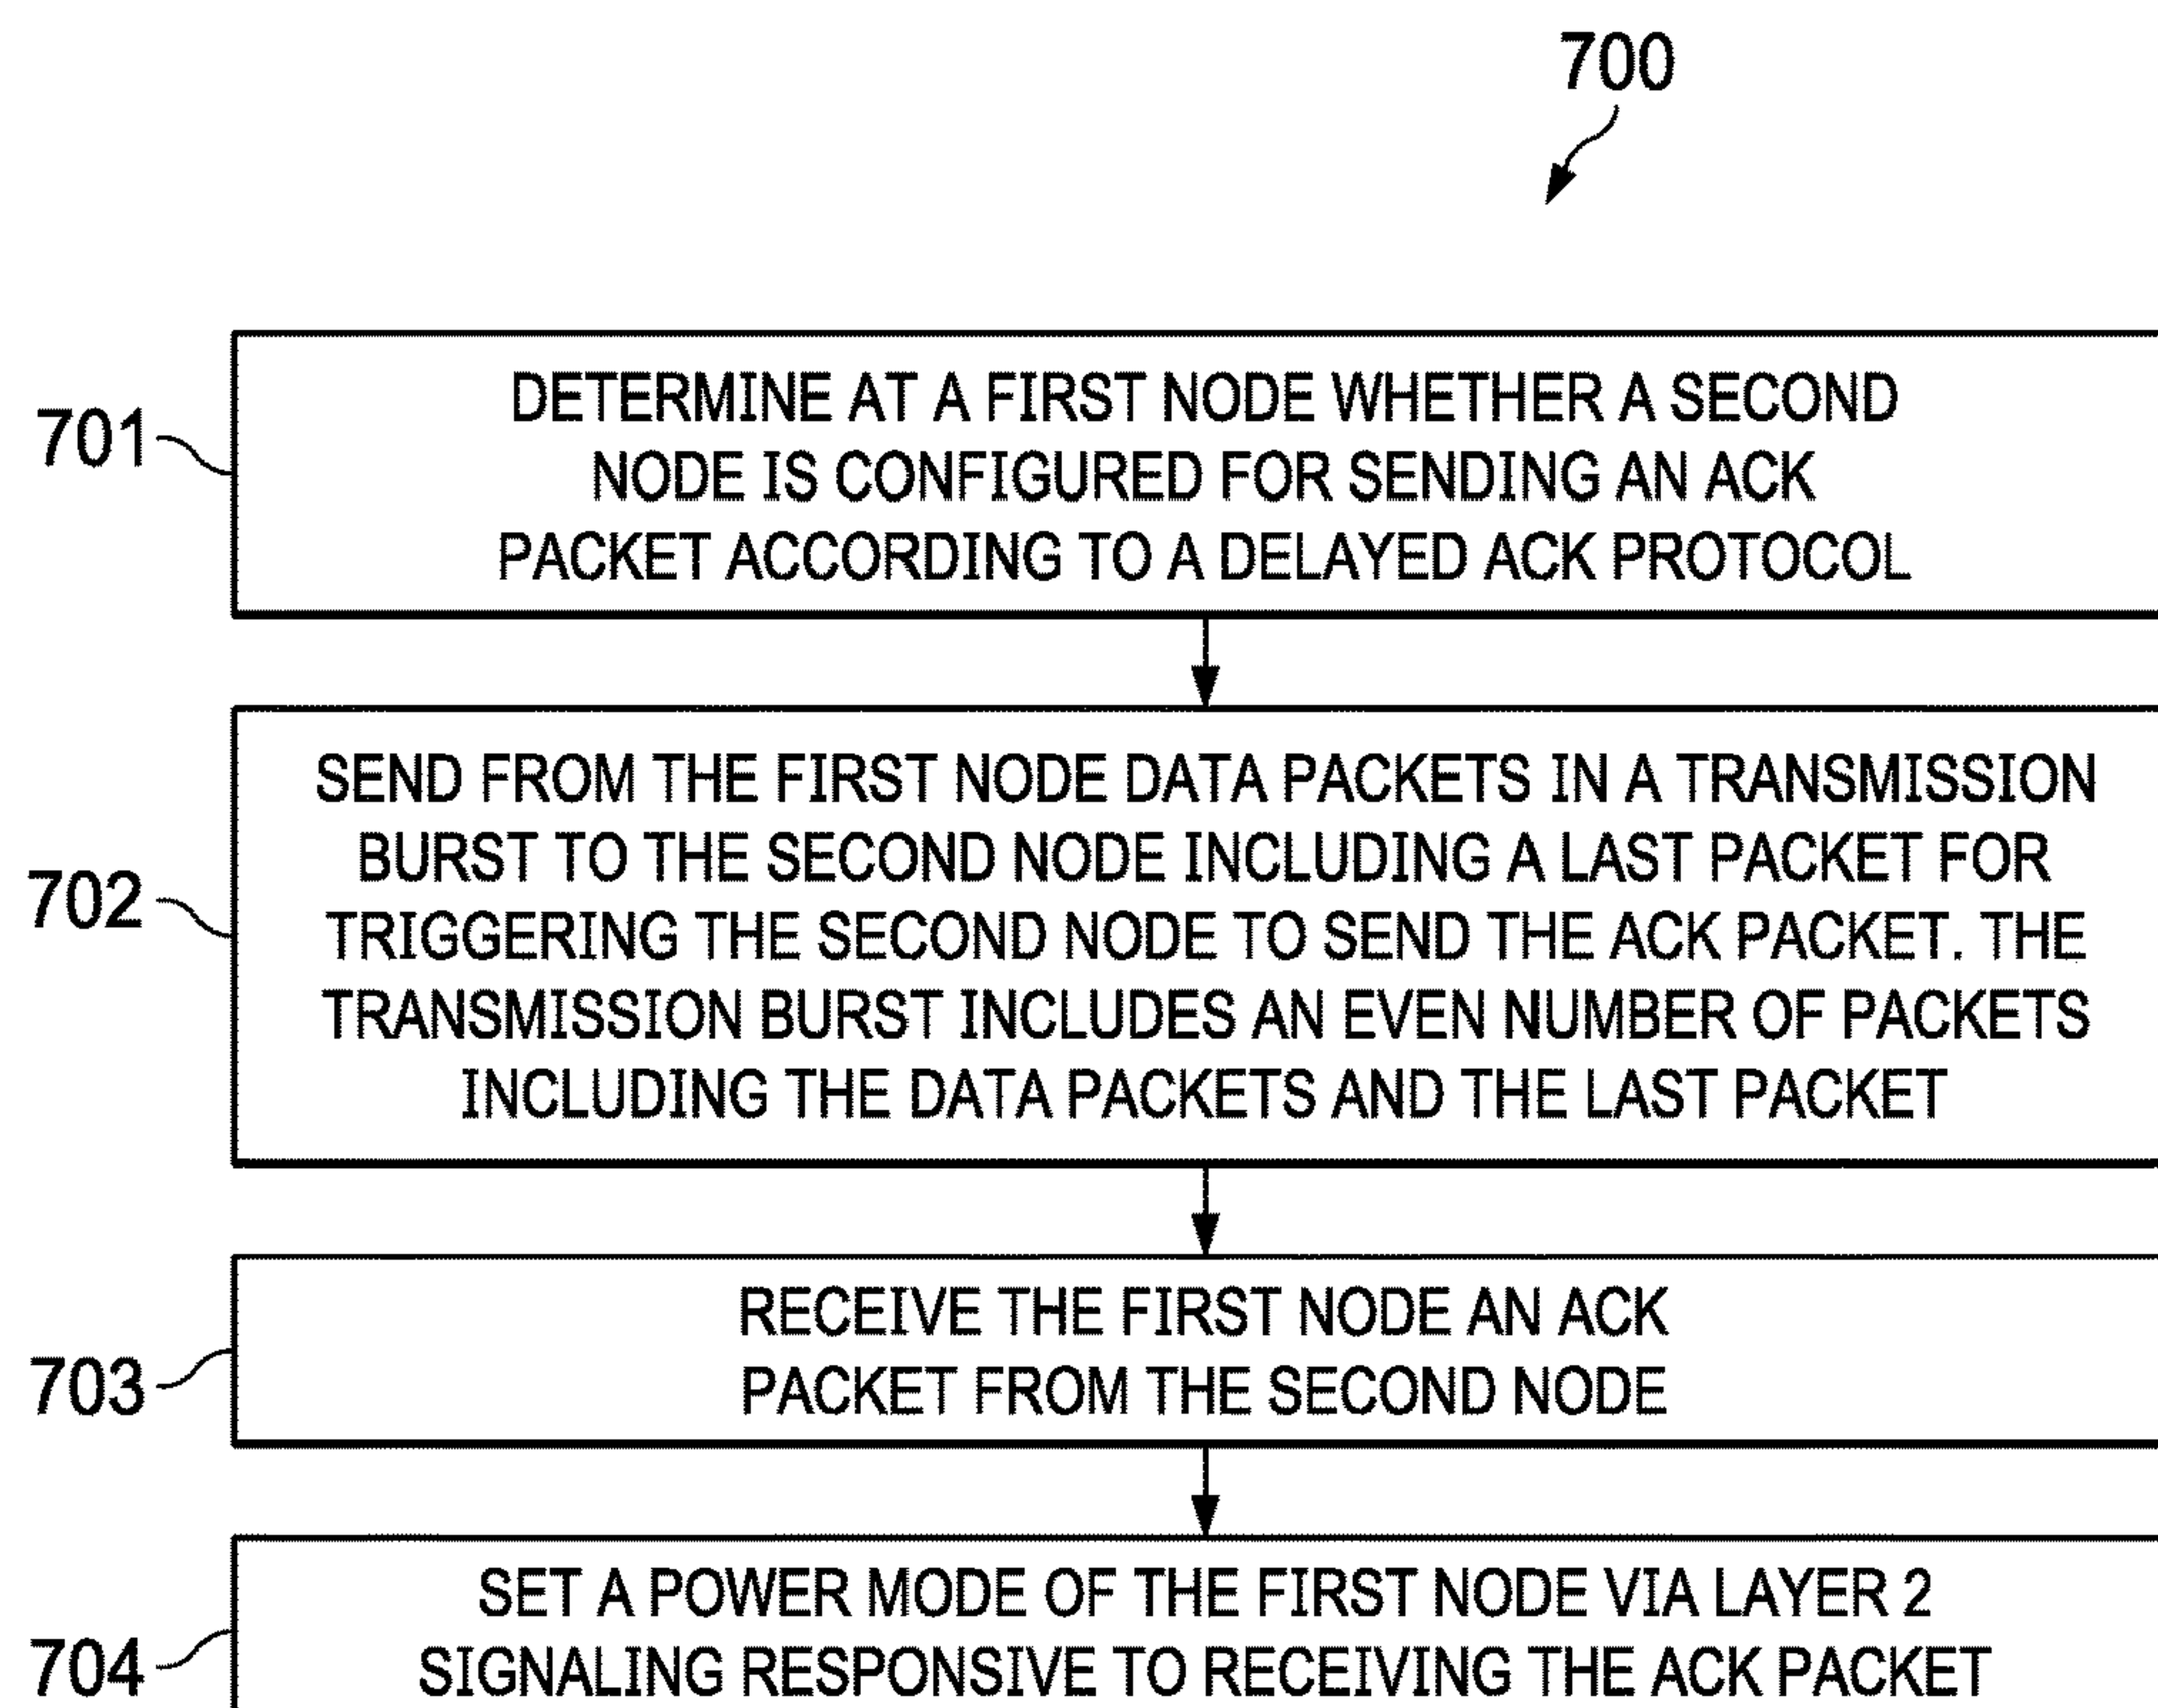 700
701
DETERMINE AT A FIRST NODE WHETHER A SECOND
NODE IS CONFIGURED FOR SENDING AN ACK
PACKET ACCORDING TO A DELAYED ACK PROTOCOL
702
SEND FROM THE FIRST NODE DATA PACKETS IN A TRANSMISSION
BURST TO THE SECOND NODE INCLUDING A LAST PACKET FOR
TRIGGERING THE SECOND NODE TO SEND THE ACK PACKET. THE
TRANSMISSION BURST INCLUDES AN EVEN NUMBER OF PACKETS
INCLUDING THE DATA PACKETS AND THE LAST PACKET
703
RECEIVE THE FIRST NODE AN ACK
PACKET FROM THE SECOND NODE
704
SET A POWER MODE OF THE FIRST NODE VIA LAYER 2
SIGNALING RESPONSIVE TO RECEIVING THE ACK PACKET